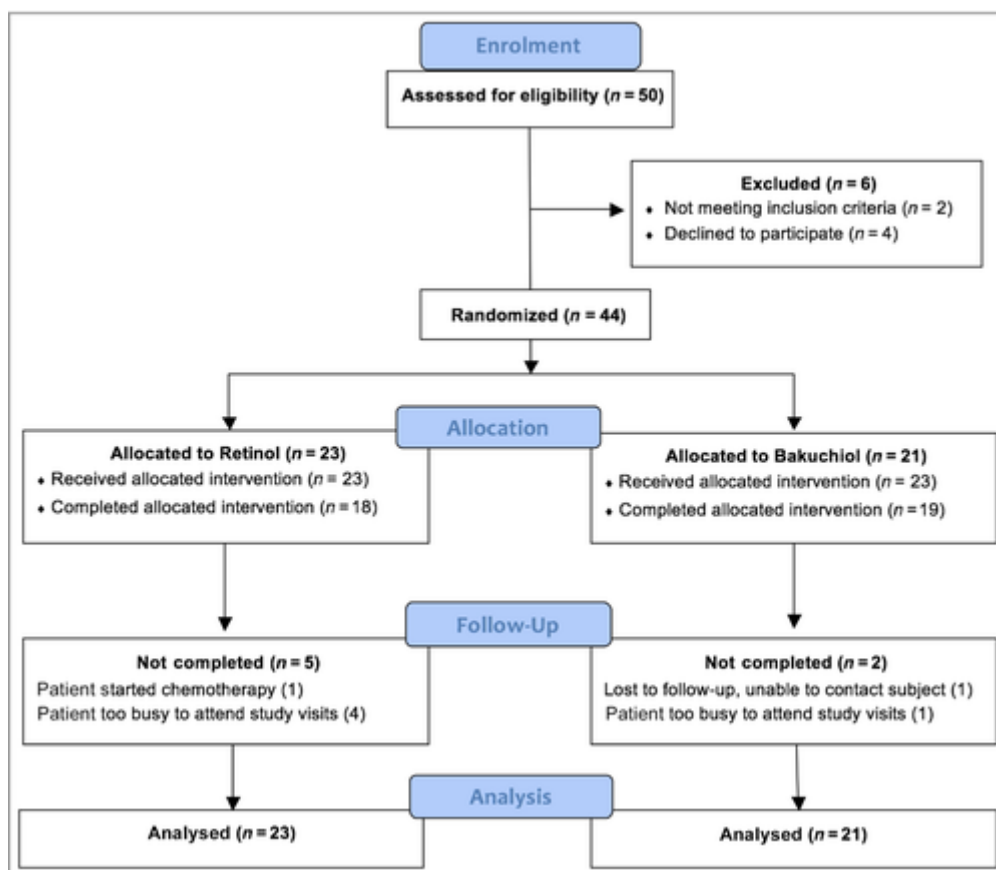 Enrolment
Assessed for eligibility (n = 50)
Excluded (n = 6)
⬧ Not meeting inclusion criteria (n = 2)
⬧ Declined to participate (n = 4)
Randomized (n = 44)
Allocation
Allocated to Retinol (n = 23)
⬧ Received allocated intervention (n = 23)
⬧ Completed allocated intervention (n = 18)
Allocated to Bakuchiol (n = 21)
⬧ Received allocated intervention (n = 23)
⬧ Completed allocated intervention (n = 19)
Follow-Up
Not completed (n = 5)
Patient started chemotherapy (1)
Patient too busy to attend study visits (4)
Not completed (n = 2)
Lost to follow-up, unable to contact subject (1)
Patient too busy to attend study visits (1)
Analysis
Analysed (n = 23)
Analysed (n = 21)